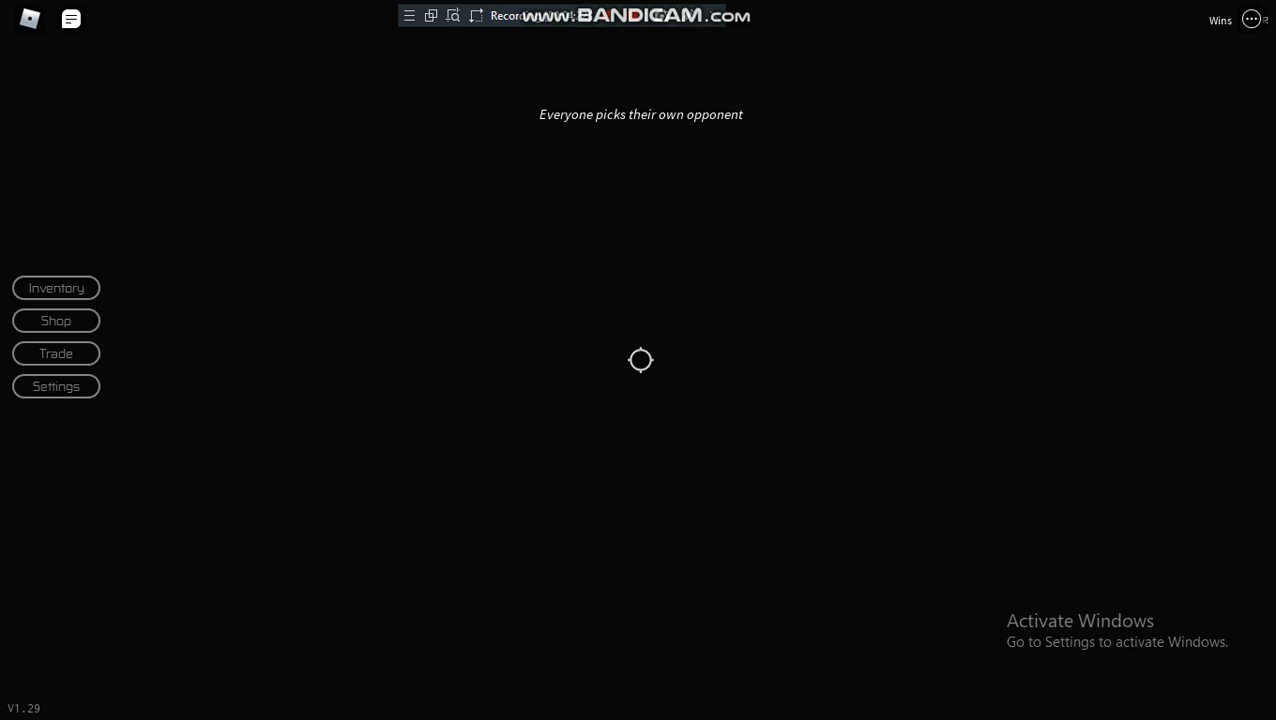 www.BANDICAM.COM
Wins
Everyone picks their own opponent
Inventory
Shop
Trade
Settings
Activate Windows
Go to Settings to activate Windows.
V1.29